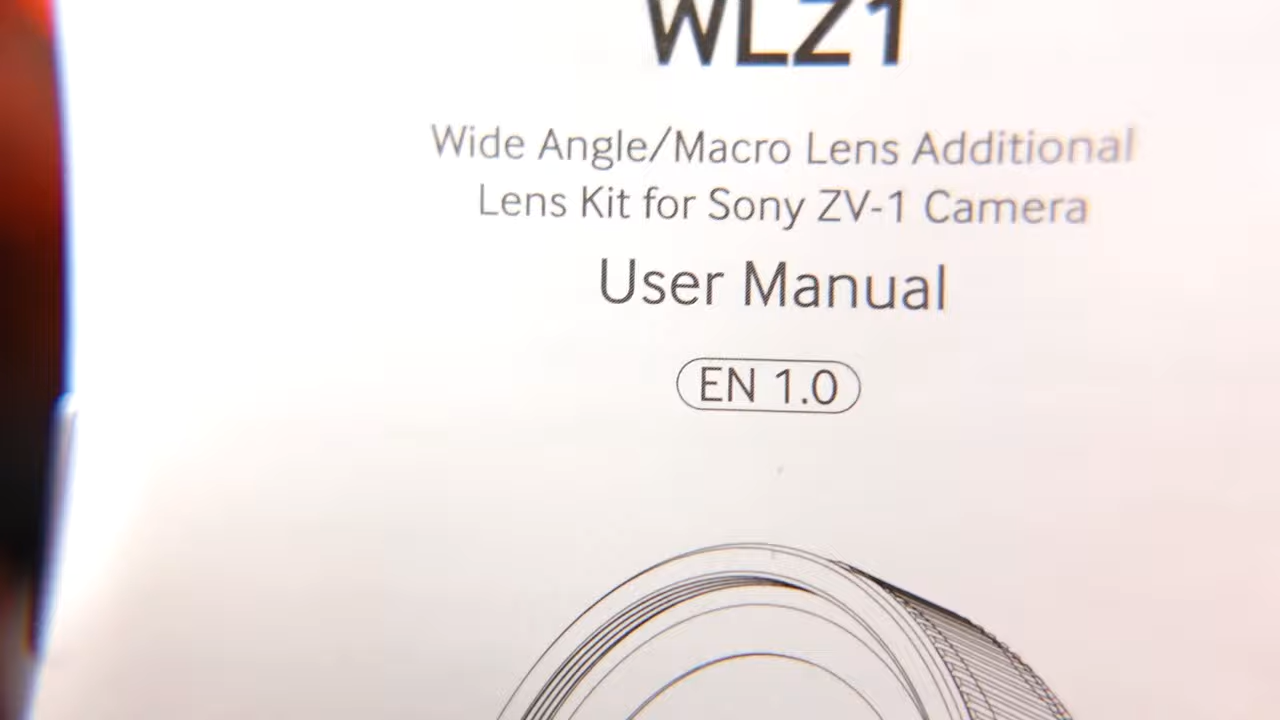 WLZ1
Wide Angle/Macro Lens Additional
Lens Kit for Sony ZV-1 Camera
User Manual
EN 1.0